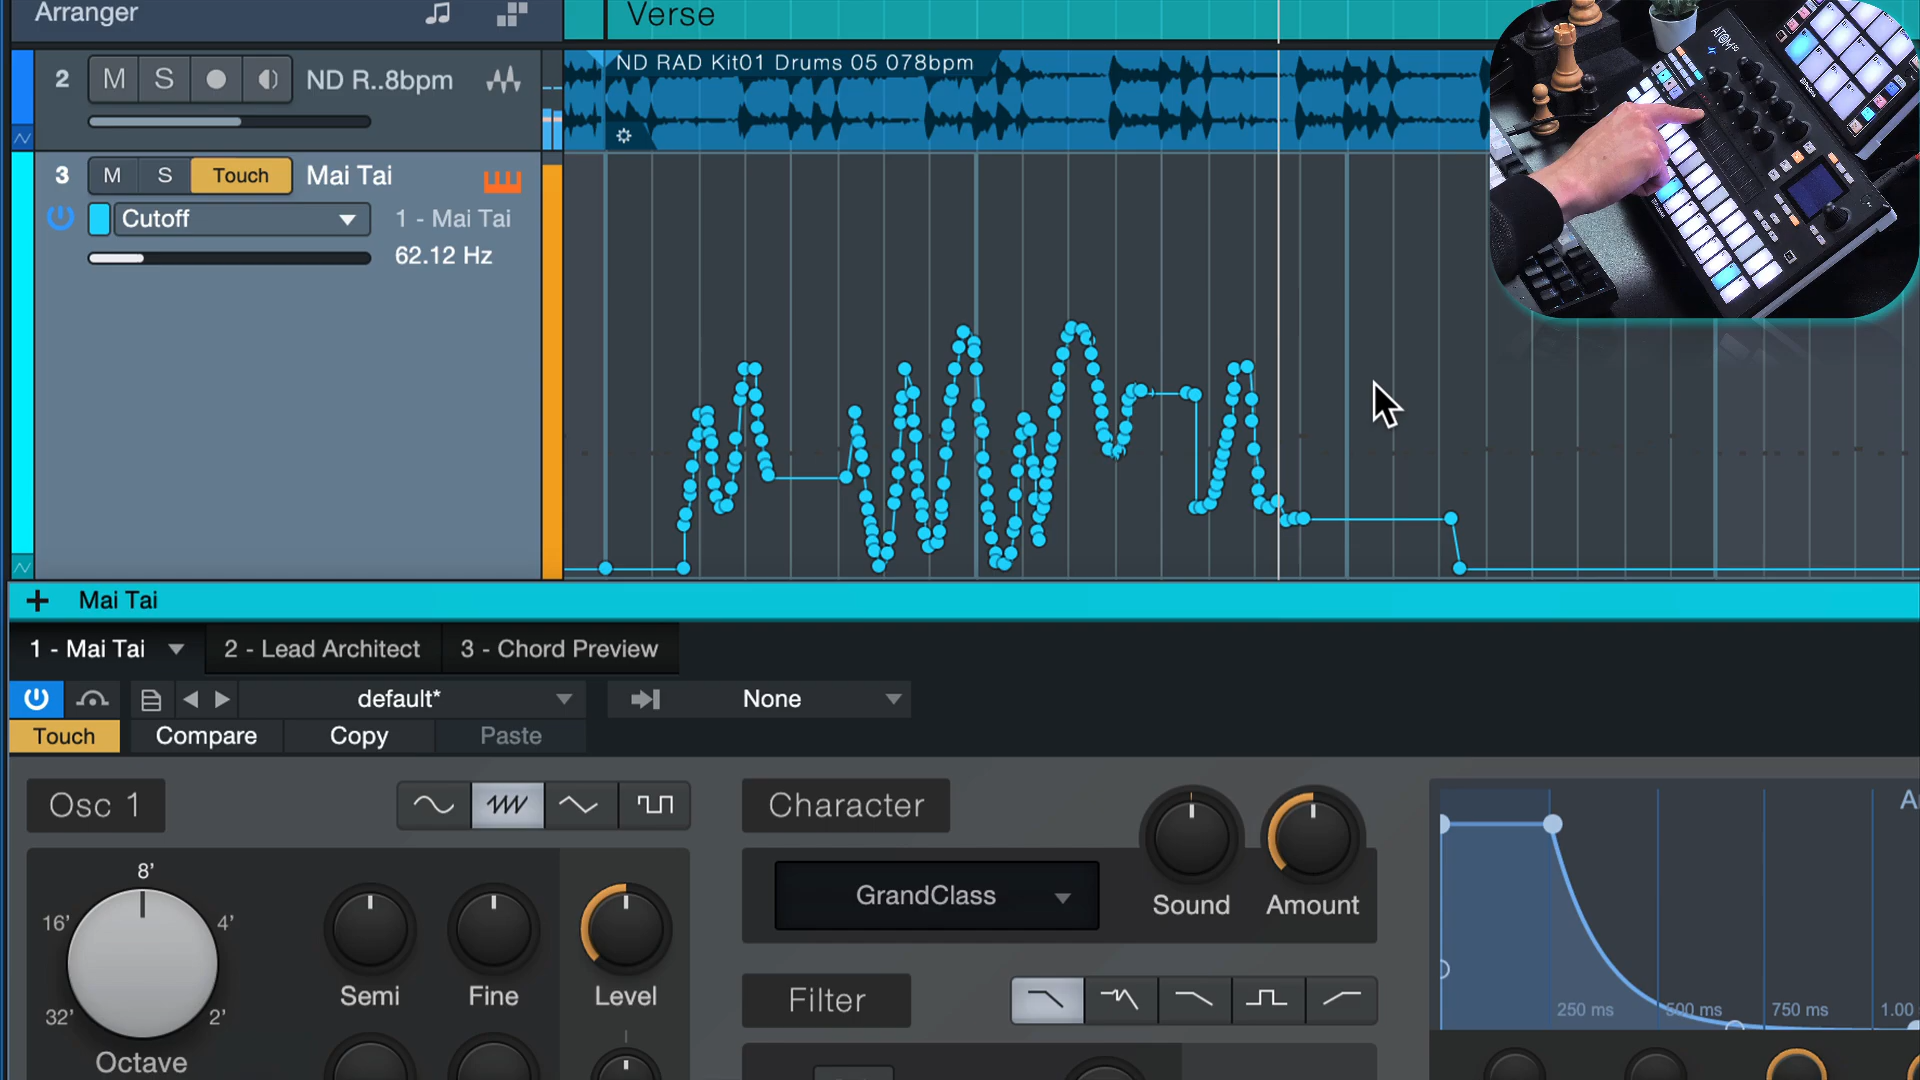 Arranger
Verse
2 M S ND R..8bpm
ND RAD Kit01 Drums 05 078bpm
3 M S Touch Mai Tai
Cutoff 1 - Mai Tai
62.12 Hz
ATOM SQ
Mai Tai
1 - Mai Tai 2 - Lead Architect 3 - Chord Preview
default* None
Touch Compare Copy Paste
Osc 1 Character
8'
16' 4'
32' 2'
Octave
Semi Fine Level
GrandClass
Sound Amount
Filter
250 ms 500 ms 750 ms 1.00